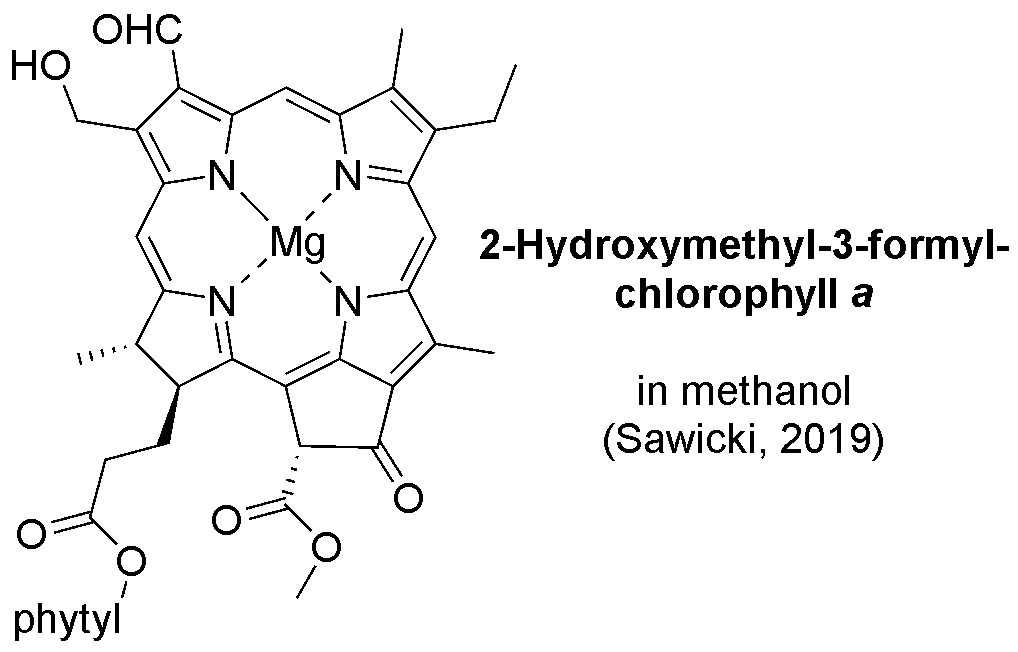 OHC
HO
N
N
Mg
N
N
2-Hydroxymethyl-3-formyl-
chlorophyll a
in methanol
(Sawicki, 2019)
O
O
O
O
O
phytyl